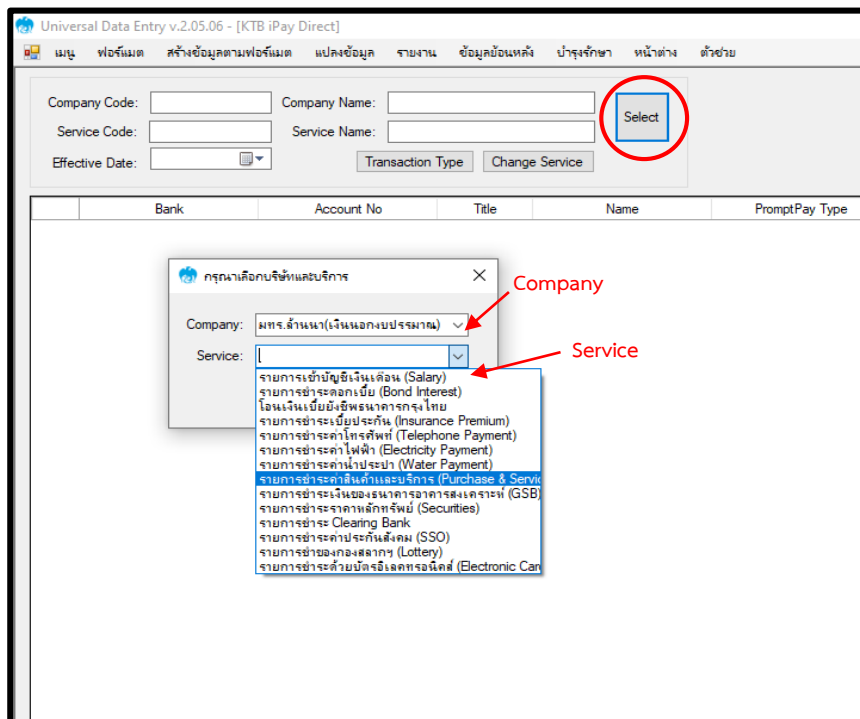 Universal Data Entry v.2.05.06 - [KTB iPay Direct]
เมนู ฟอร์แมต สร้างข้อมูลตามฟอร์แมต แปลงข้อมูล รายงาน ข้อมูลย้อนหลัง บำรุงรักษา หน้าต่าง ตัวช่วย
Company Code: Company Name: Select
Service Code: Service Name:
Effective Date: Transaction Type Change Service
Bank Account No Title Name PromptPay Type
กรุณาเลือกบริษัทและบริการ
Company
Company: มทร.ล้านนา(เงินนอกงบประมาณ)
Service: Service
รายการเข้าบัญชีเงินเดือน (Salary)
รายการชำระดอกเบี้ย (Bond Interest)
โอนเงินเบี้ยยังชีพธนาคารกรุงไทย
รายการชำระเบี้ยประกัน (Insurance Premium)
รายการชำระค่าโทรศัพท์ (Telephone Payment)
รายการชำระค่าไฟฟ้า (Electricity Payment)
รายการชำระค่าน้ำประปา (Water Payment)
รายการชำระค่าสินค้าและบริการ (Purchase & Servic
รายการชำระเงินของธนาคารอาคารสงเคราะห์ (GSB)
รายการชำระราคาหลักทรัพย์ (Securities)
รายการชำระ Clearing Bank
รายการชำระค่าประกันสังคม (SSO)
รายการชำของกองสลากฯ (Lottery)
รายการชำระด้วยบัตรอิเลคทรอนิคส์ (Electronic Car